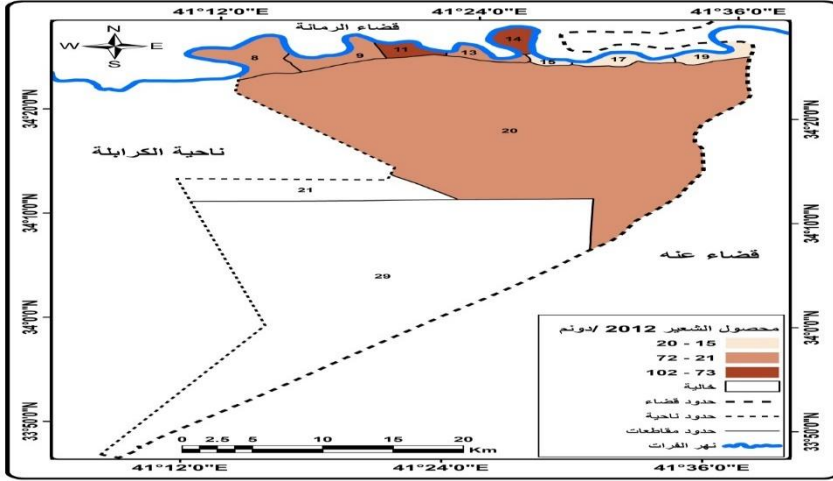 41°12'0"E 41°24'0"E 41°36'0"E
قضاء الرمانة
N
W E
S
8
9
11
13
14
15
17
19
34°20'0"N
34°20'0"N
20
ناحية الكرابلة
21
34°10'0"N
34°10'0"N
قضاء عنه
29
34°0'0"N
34°0'0"N
محصول الشعير 2012 /دونم
20 - 15
72 - 21
102 - 73
خالية
حدود قضاء
حدود ناحية
حدود مقاطعات
نهر الفرات
33°50'0"N
33°50'0"N
0 2.5 5 10 15 20
Km
41°12'0"E 41°24'0"E 41°36'0"E